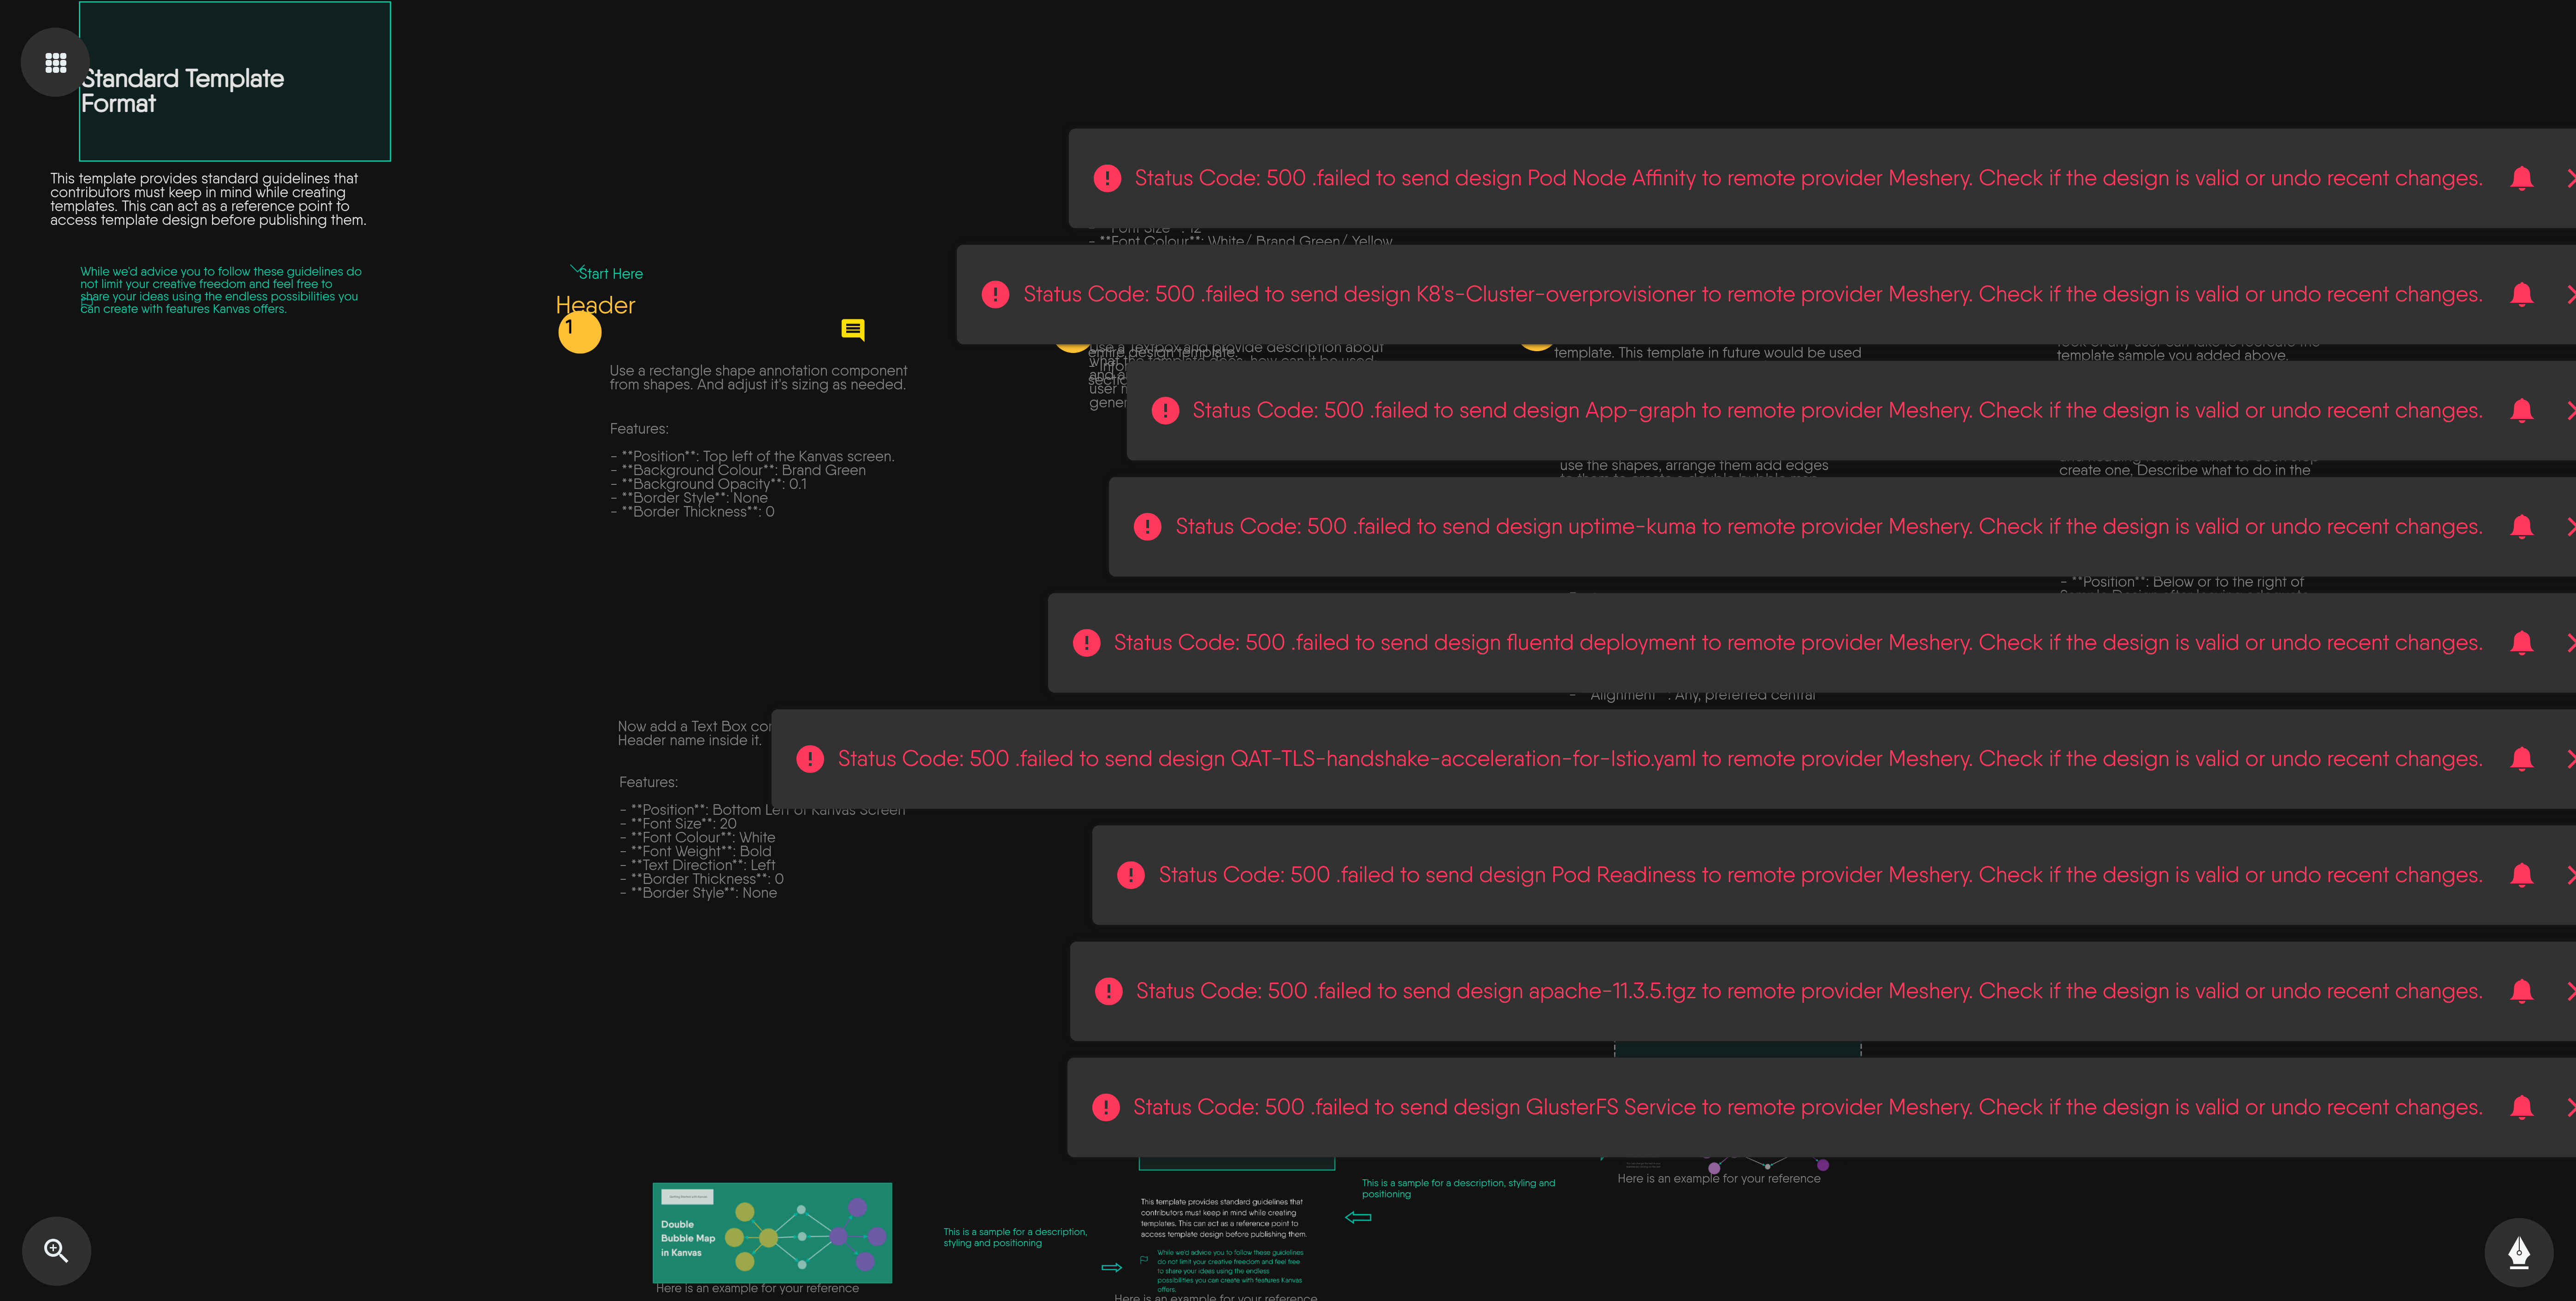 Standard Template
Format
This template provides standard guidelines that
contributors must keep in mind while creating
templates. This can act as a reference point to
access template design before publishing them.
While we'd advice you to follow these guidelines do
not limit your creative freedom and feel free to
share your ideas using the endless possibilities you
can create with features Kanvas offers.
Start Here
Header
1
Use a rectangle shape annotation component
from shapes. And adjust it's sizing as needed.
Features:
- **Position**: Top left of the Kanvas screen.
- **Background Colour**: Brand Green
- **Background Opacity**: 0.1
- **Border Style**: None
- **Border Thickness**: 0
Now add a Text Box
Header name inside it.
Features:
- **Position**: Bottom Left of Kanvas Screen
- **Font Size**: 20
- **Font Colour**: White
- **Font Weight**: Bold
- **Text Direction**: Left
- **Border Thickness**: 0
- **Border Style**: None
Status Code: 500 .failed to send design Pod Node Affinity to remote provider Meshery. Check if the design is valid or undo recent changes.
- **Font Colour**: White/ Brand Green/ Yellow
Status Code: 500 .failed to send design K8's-Cluster-overprovisioner to remote provider Meshery. Check if the design is valid or undo recent changes.
Use a Textbox and provide description about
entire design template.
template. This template in future would be used
template sample you added above.
Status Code: 500 .failed to send design App-graph to remote provider Meshery. Check if the design is valid or undo recent changes.
use the shapes, arrange them add edges
create one, Describe what to do in the
Status Code: 500 .failed to send design uptime-kuma to remote provider Meshery. Check if the design is valid or undo recent changes.
- **Position**: Below or to the right of
Status Code: 500 .failed to send design fluentd deployment to remote provider Meshery. Check if the design is valid or undo recent changes.
- **Alignment**: Any, preferred central
Status Code: 500 .failed to send design QAT-TLS-handshake-acceleration-for-Istio.yaml to remote provider Meshery. Check if the design is valid or undo recent changes.
Status Code: 500 .failed to send design Pod Readiness to remote provider Meshery. Check if the design is valid or undo recent changes.
Status Code: 500 .failed to send design apache-11.3.5.tgz to remote provider Meshery. Check if the design is valid or undo recent changes.
Status Code: 500 .failed to send design GlusterFS Service to remote provider Meshery. Check if the design is valid or undo recent changes.
Double
Bubble Map
in Kanvas
Here is an example for your reference
This is a sample for a description,
styling and positioning
This template provides standard guidelines that
contributors must keep in mind while creating
templates. This can act as a reference point to
access template design before publishing them.
While we'd advice you to follow these guidelines
do not limit your creative freedom and feel free
to share your ideas using the endless
possibilities you can create with features Kanvas
offers.
Here is an example for your reference
This is a sample for a description, styling and
positioning
Here is an example for your reference